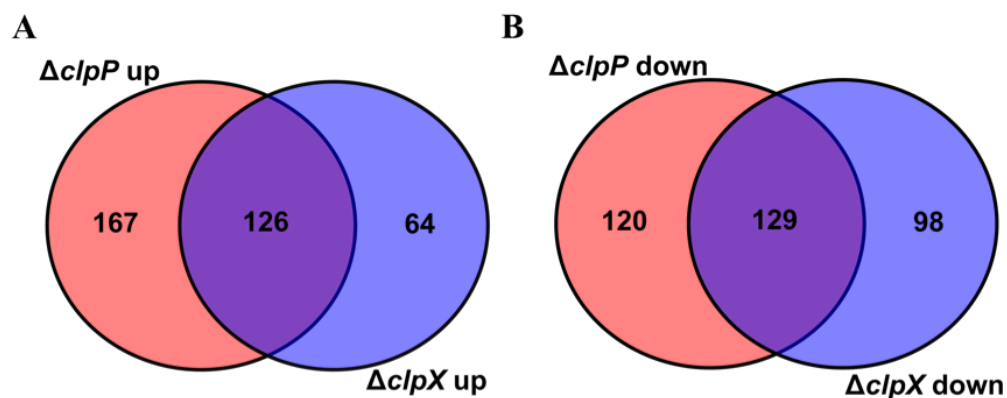 A
B
ΔclpP up
ΔclpP down
167
126
64
120
129
98
ΔclpX up
ΔclpX down